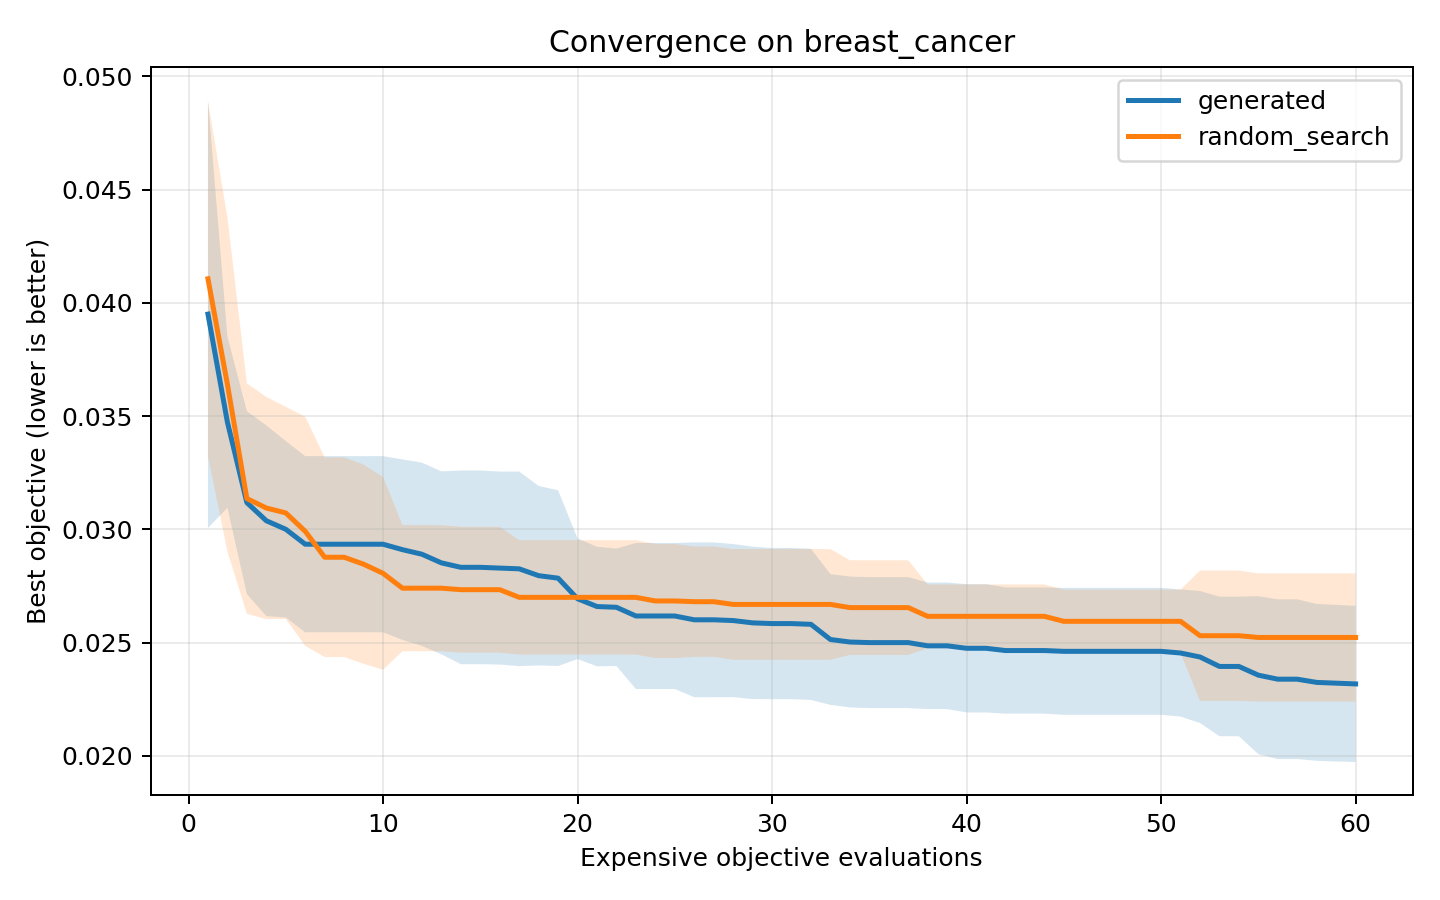 Convergence on breast_cancer
generated
random_search
Best objective (lower is better)
0.050
0.045
0.040
0.035
0.030
0.025
0.020
0
10
20
30
40
50
60
Expensive objective evaluations